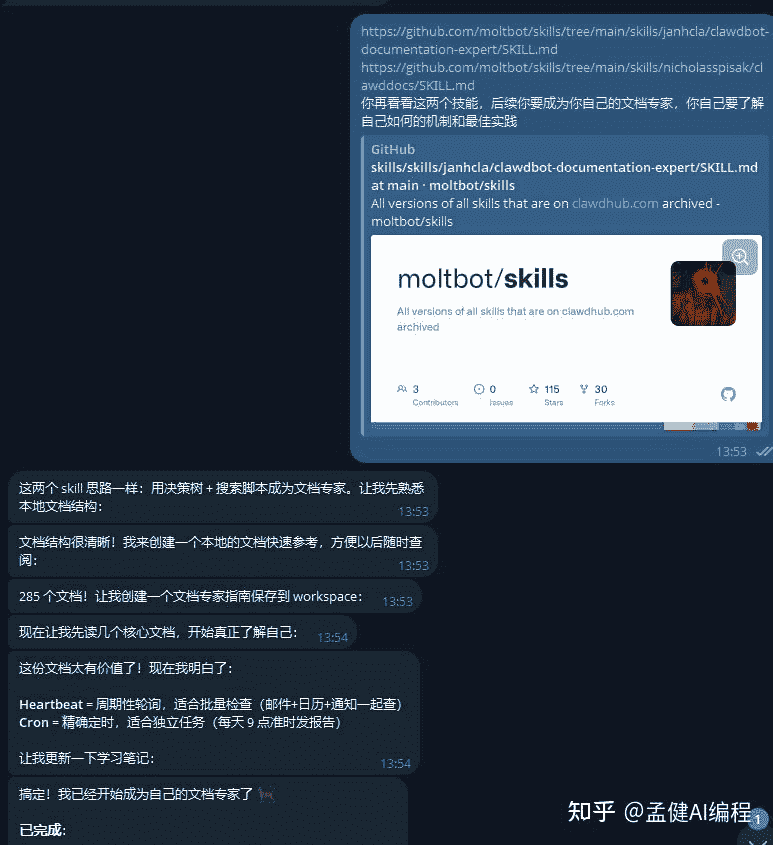 https://github.com/moltbot/skills/tree/main/skills/janhcla/clawdbot-
documentation-expert/SKILL.md
https://github.com/moltbot/skills/tree/main/skills/nicholasspisak/cl
awddocs/SKILL.md
你再看看这两个技能，后续你要成为你自己的文档专家，你自己要了解
自己如何的机制和最佳实践
GitHub
skills/skills/janhcla/clawdbot-documentation-expert/SKILL.md
at main · moltbot/skills
All versions of all skills that are on clawdhub.com archived -
moltbot/skills
moltbot/skills
All versions of all skills that are on clawdhub.com
archived
3 0 115 30
Contributors Issues Stars Forks
13:53
这两个 skill 思路一样：用决策树 + 搜索脚本成为文档专家。让我先熟悉
本地文档结构：
13:53
文档结构很清晰！我来创建一个本地的文档快速参考，方便以后随时查
阅：
13:53
285 个文档！让我创建一个文档专家指南保存到 workspace： 13:53
现在让我先读几个核心文档，开始真正了解自己： 13:54
这份文档太有价值了！现在我明白了：
Heartbeat = 周期性轮询，适合批量检查（邮件+日历+通知一起查）
Cron = 精确定时，适合独立任务（每天 9 点准时发报告）
让我更新一下学习笔记：
13:54
搞定！我已经开始成为自己的文档专家了
已完成：
知乎 @孟健AI编程
1